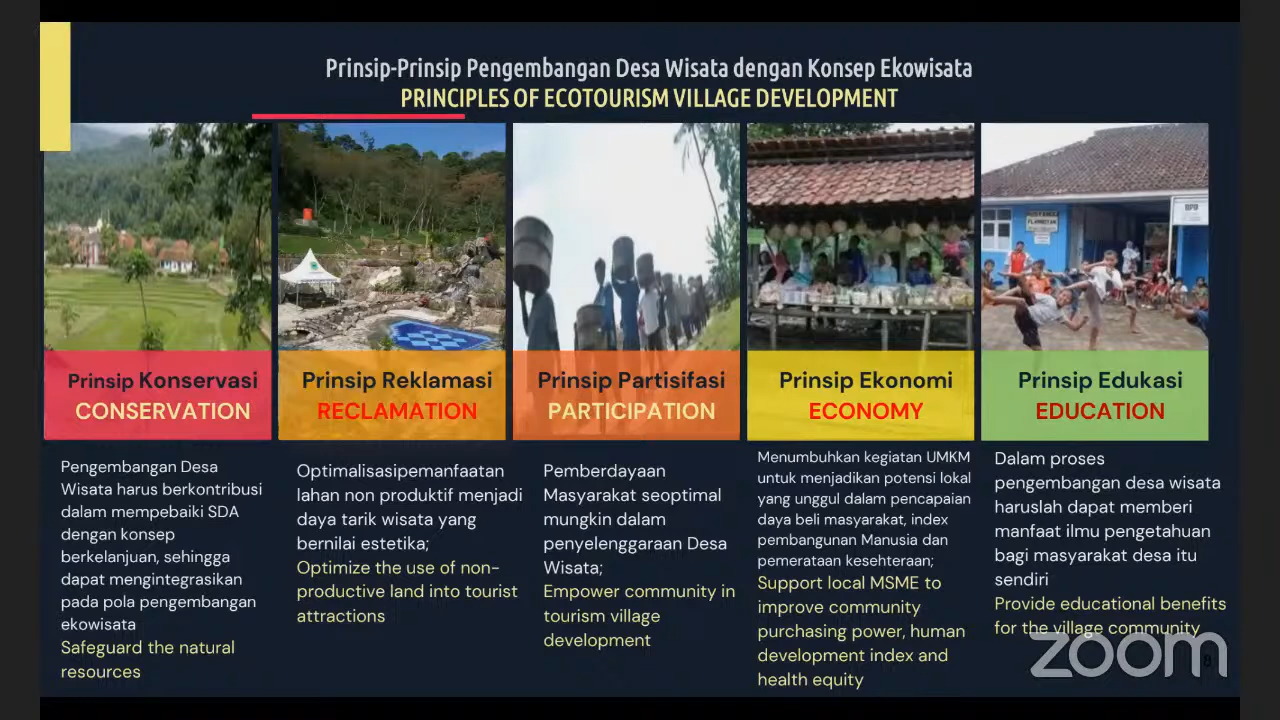 Prinsip-Prinsip Pengembangan Desa Wisata dengan Konsep Ekowisata
PRINCIPLES OF ECOTOURISM VILLAGE DEVELOPMENT
Prinsip Konservasi
CONSERVATION
Pengembangan Desa
Wisata harus berkontribusi
dalam mempebaiki SDA
dengan konsep
berkelanjuan, sehingga
dapat mengintegrasikan
pada pola pengembangan
ekowisata
Safeguard the natural
resources
Prinsip Reklamasi
RECLAMATION
Optimalisasipemanfaatan
lahan non produktif menjadi
daya tarik wisata yang
bernilai estetika;
Optimize the use of non-
productive land into tourist
attractions
Prinsip Partisifasi
PARTICIPATION
Pemberdayaan
Masyarakat seoptimal
mungkin dalam
penyelenggaraan Desa
Wisata;
Empower community in
tourism village
development
Prinsip Ekonomi
ECONOMY
Menumbuhkan kegiatan UMKM
untuk menjadikan potensi lokal
yang unggul dalam pencapaian
daya beli masyarakat, index
pembangunan Manusia dan
pemerataan kesehteraan;
Support local MSME to
improve community
purchasing power, human
development index and
health equity
BPD
Prinsip Edukasi
EDUCATION
Dalam proses
pengembangan desa wisata
haruslah dapat memberi
manfaat ilmu pengetahuan
bagi masyarakat desa itu
sendiri
Provide educational benefits
for the village community
zoom